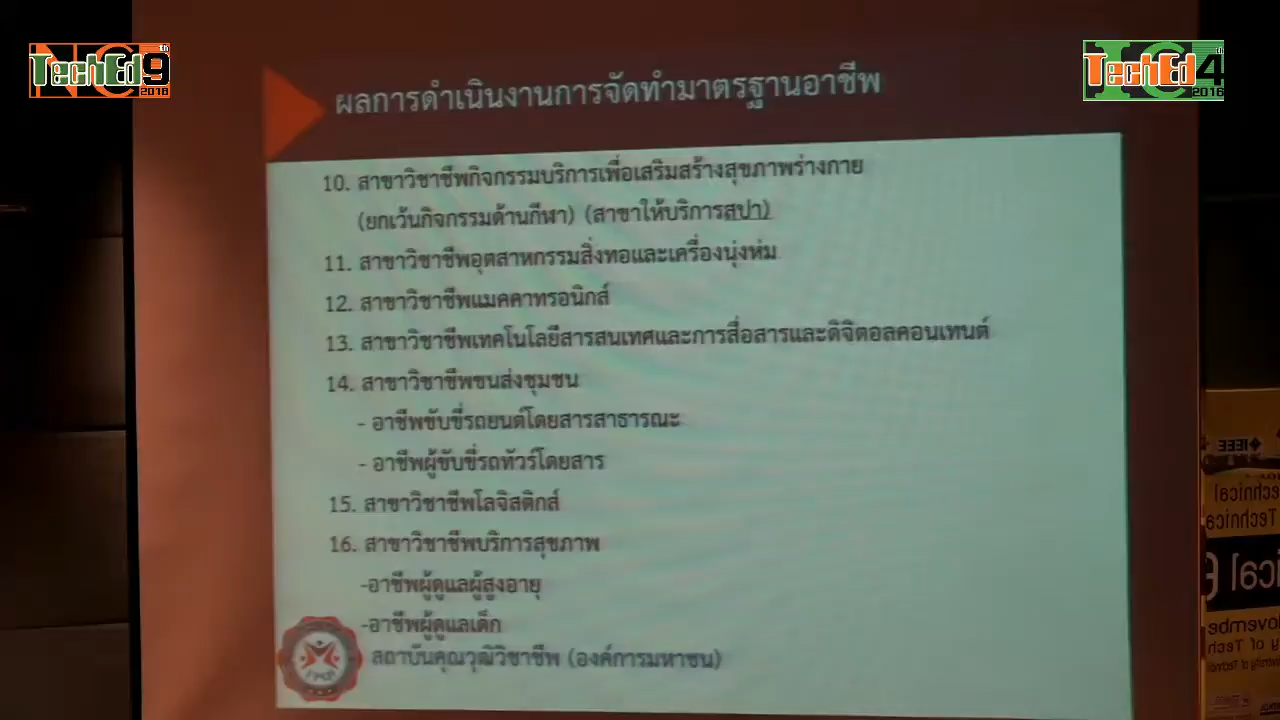 NC
TechEd 9th
2016
IC
TechEd 4th
2016
ผลการดำเนินงานการจัดทำมาตรฐานอาชีพ
10. สาขาวิชาชีพกิจกรรมบริการเพื่อเสริมสร้างสุขภาพร่างกาย
(ยกเว้นกิจกรรมด้านกีฬา) (สาขาให้บริการสปา)
11. สาขาวิชาชีพอุตสาหกรรมสิ่งทอและเครื่องนุ่งห่ม
12. สาขาวิชาชีพแมคคาทรอนิกส์
13. สาขาวิชาชีพเทคโนโลยีสารสนเทศและการสื่อสารและดิจิตอลคอนเทนต์
14. สาขาวิชาชีพขนส่งชุมชน
- อาชีพขับขี่รถยนต์โดยสารสาธารณะ
- อาชีพผู้ขับขี่รถทัวร์โดยสาร
15. สาขาวิชาชีพโลจิสติกส์
16. สาขาวิชาชีพบริการสุขภาพ
-อาชีพผู้ดูแลผู้สูงอายุ
-อาชีพผู้ดูแลเด็ก
สถาบันคุณวุฒิวิชาชีพ (องค์การมหาชน)
IEEE